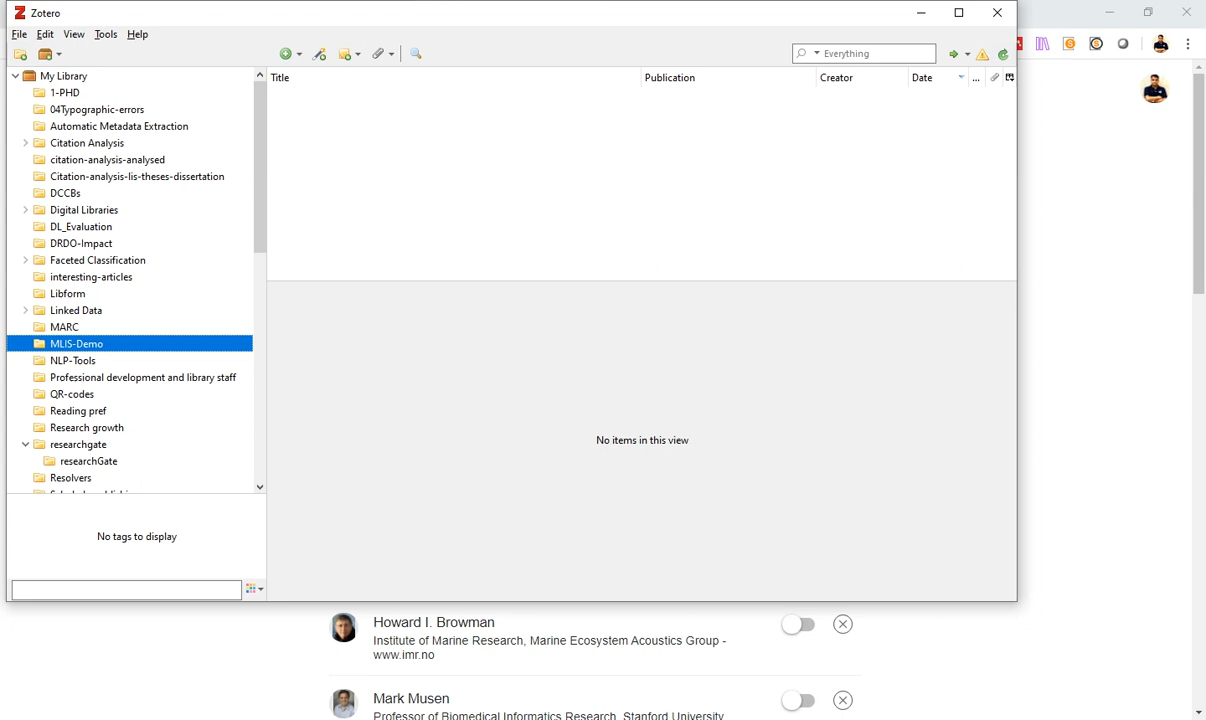 Zotero
File Edit View Tools Help
Everything
Title Publication Creator Date ...
My Library
1-PHD
04Typographic-errors
Automatic Metadata Extraction
Citation Analysis
citation-analysis-analysed
Citation-analysis-lis-theses-dissertation
DCCBs
Digital Libraries
DL_Evaluation
DRDO-Impact
Faceted Classification
interesting-articles
Libform
Linked Data
MARC
MLIS-Demo
NLP-Tools
Professional development and library staff
QR-codes
Reading pref
Research growth
researchgate
researchGate
Resolvers
No tags to display
No items in this view
Howard I. Browman
Institute of Marine Research, Marine Ecosystem Acoustics Group -
www.imr.no
Mark Musen
Professor of Biomedical Informatics Research, Stanford University